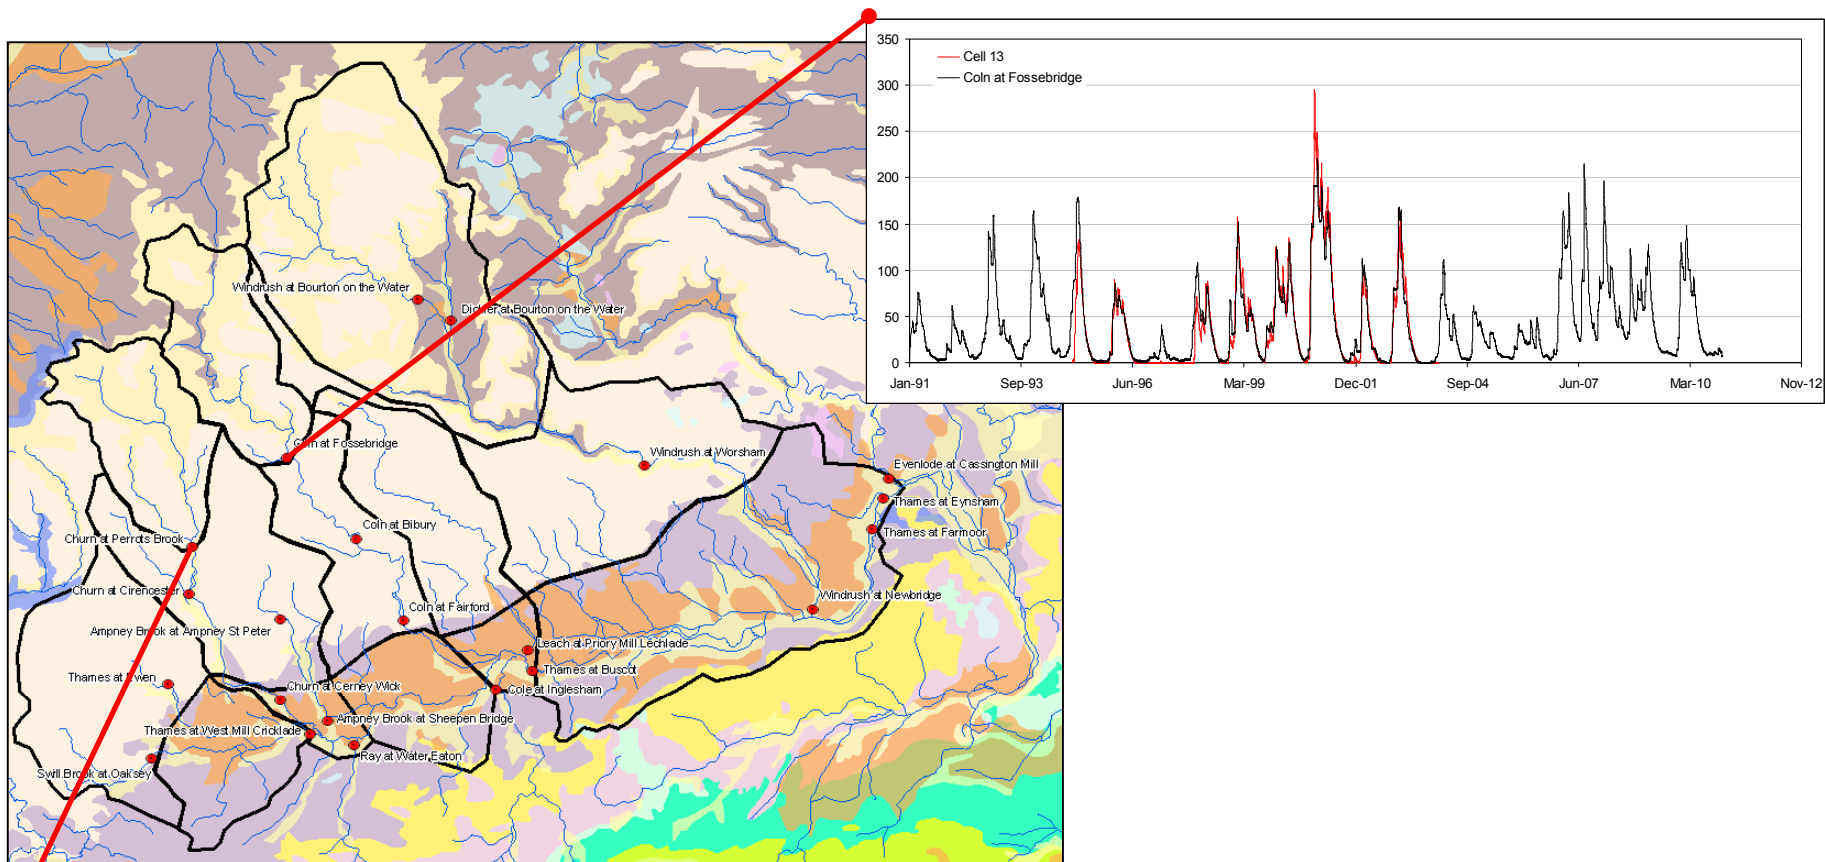 350
300
250
200
150
100
50
0
Cell 13
Coln at Fossebridge
Jan-91
Sep-93
Jun-96
Mar-99
Dec-01
Sep-04
Jun-07
Mar-10
Nov-12
Windrush at Bourton on the Water
Dickler at Bourton on the Water
Coln at Fossebridge
Windrush at Worsham
Evenlode at Cassington Mill
Thames at Eynsham
Coln at Bibury
Thames at Farmoor
Churn at Perrots Brook
Churn at Cirencester
Windrush at Newbridge
Coln at Fairford
Ampney Brook at Ampney St Peter
Leach at Priory Mill Lechlade
Thames at Buscot
Thames at Ewen
Churn at Cerney Wick
Cole at Inglesham
Ampney Brook at Sheepen Bridge
Thames at West Mill Cricklade
Ray at Water Eaton
Swill Brook at Oaksey